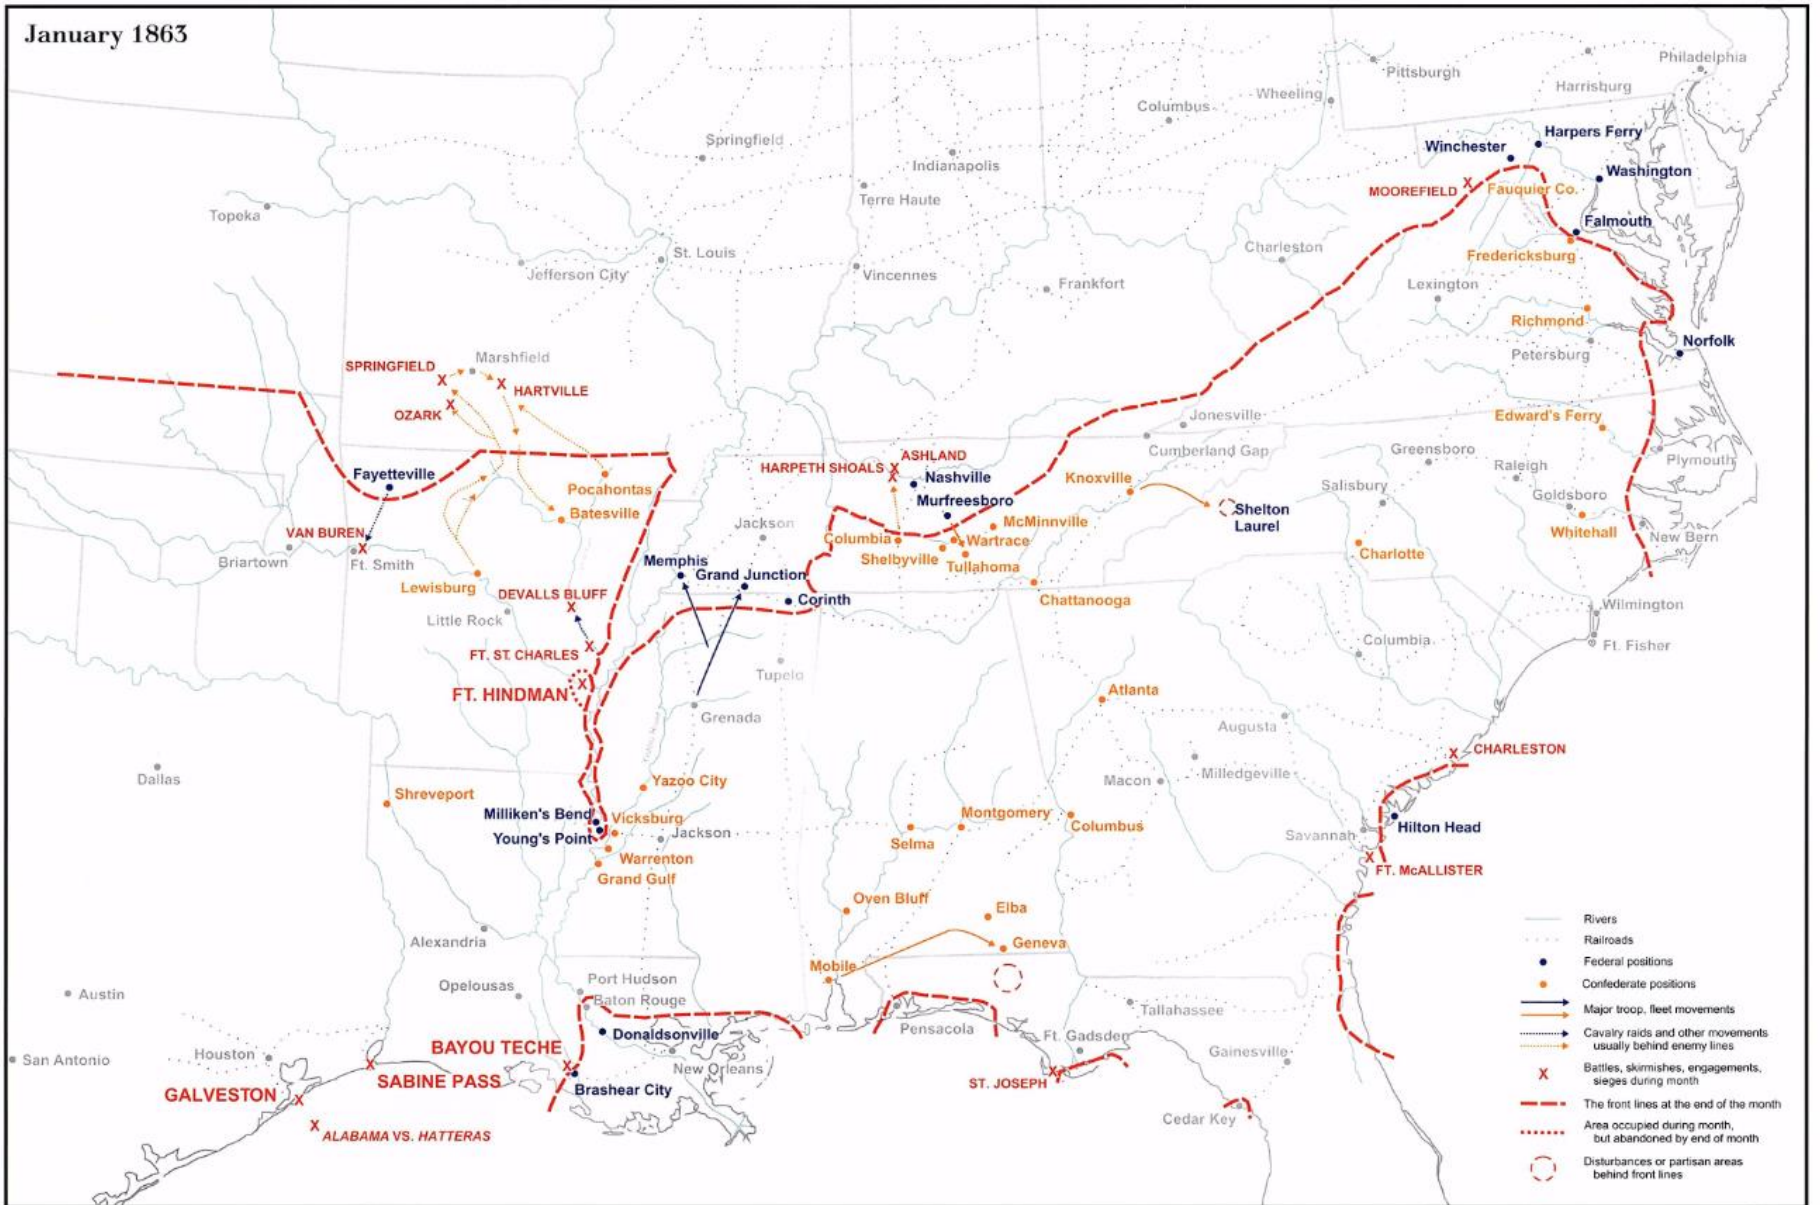 January 1863
Philadelphia
Pittsburgh
Harrisburg
Wheeling
Columbus
Springfield
Indianapolis
Harpers Ferry
Winchester
Washington
MOOREFIELD
Fauquier Co.
Terre Haute
Topeka
Falmouth
Charleston
Fredericksburg
St. Louis
Jefferson City
Vincennes
Frankfort
Lexington
Richmond
Norfolk
Petersburg
SPRINGFIELD
Marshfield
HARTVILLE
OZARK
Jonesville
Edward's Ferry
Cumberland Gap
Greensboro
Plymouth
Raleigh
HARPETH SHOALS
ASHLAND
Fayetteville
Nashville
Knoxville
Salisbury
Pocahontas
Goldsboro
Murfreesboro
Shelton
Laurel
Batesville
McMinnville
Jackson
Whitehall
VAN BUREN
Columbia
Wartrace
New Bern
Briartown
Ft. Smith
Shelbyville
Tullahoma
Charlotte
Memphis
Grand Junction
Lewisburg
DEVALLS BLUFF
Corinth
Chattanooga
Wilmington
Little Rock
Columbia
Ft. Fisher
FT. ST. CHARLES
Tupelo
FT. HINDMAN
Atlanta
Grenada
Augusta
CHARLESTON
Dallas
Yazoo City
Macon
Milledgeville
Shreveport
Milliken's Bend
Vicksburg
Montgomery
Columbus
Hilton Head
Young's Point
Jackson
Selma
Savannah
Warrenton
FT. McALLISTER
Grand Gulf
Oven Bluff
Elba
Alexandria
Geneva
Mobile
Opelousas
Port Hudson
Austin
Baton Rouge
Tallahassee
Pensacola
Donaldsonville
Ft. Gadsden
BAYOU TECHE
Houston
San Antonio
Gainesville
New Orleans
SABINE PASS
ST. JOSEPH
GALVESTON
Brashear City
Cedar Key
ALABAMA VS. HATTERAS
Rivers
Railroads
Federal positions
Confederate positions
Major troop, fleet movements
Cavalry raids and other movements
usually behind enemy lines
Battles, skirmishes, engagements,
sieges during month
The front lines at the end of the month
Area occupied during month,
but abandoned by end of month
Disturbances or partisan areas
behind front lines